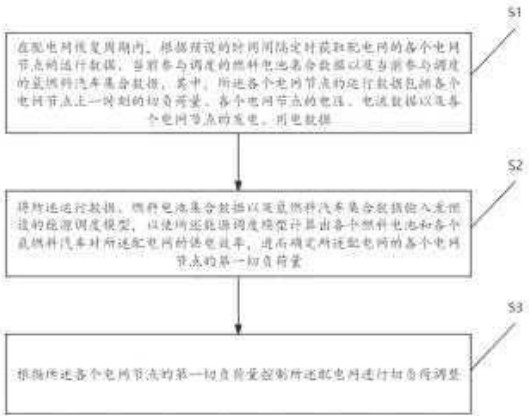 S1
在配电网恢复周期内，根据预设的时间间隔定时获取配电网的各个电网
节点的运行数据、当前参与调度的燃料电池集合数据以及当前参与调度
的氢燃料汽车集合数据，其中，所述各个电网节点的运行数据包括各个
电网节点上一时刻的切负荷量、各个电网节点的电压、电流数据以及各
个电网节点的发电、用电数据
S2
将所述运行数据、燃料电池集合数据以及氢燃料汽车集合数据输入至预
设的能源调度模型，以使所述能源调度模型计算出各个燃料电池和各个
氢燃料汽车对所述配电网的供电效率，进而确定所述配电网的各个电网
节点的第一切负荷量
S3
根据所述各个电网节点的第一切负荷量控制所述配电网进行切负荷调整